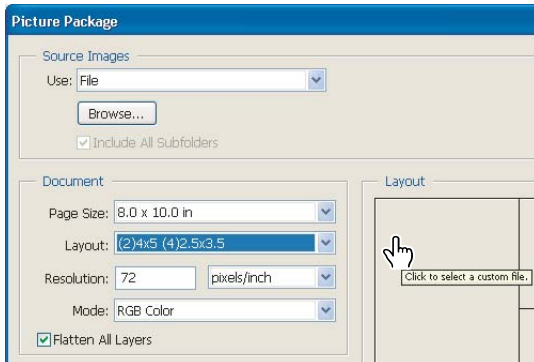 Picture Package
Source Images
Use: File
Browse...
Include All Subfolders
Document
Page Size: 8.0 x 10.0 in
Layout: (2)4x5 (4)2.5x3.5
Resolution: 72 pixels/inch
Mode: RGB Color
Flatten All Layers
Layout
Click to select a custom file.